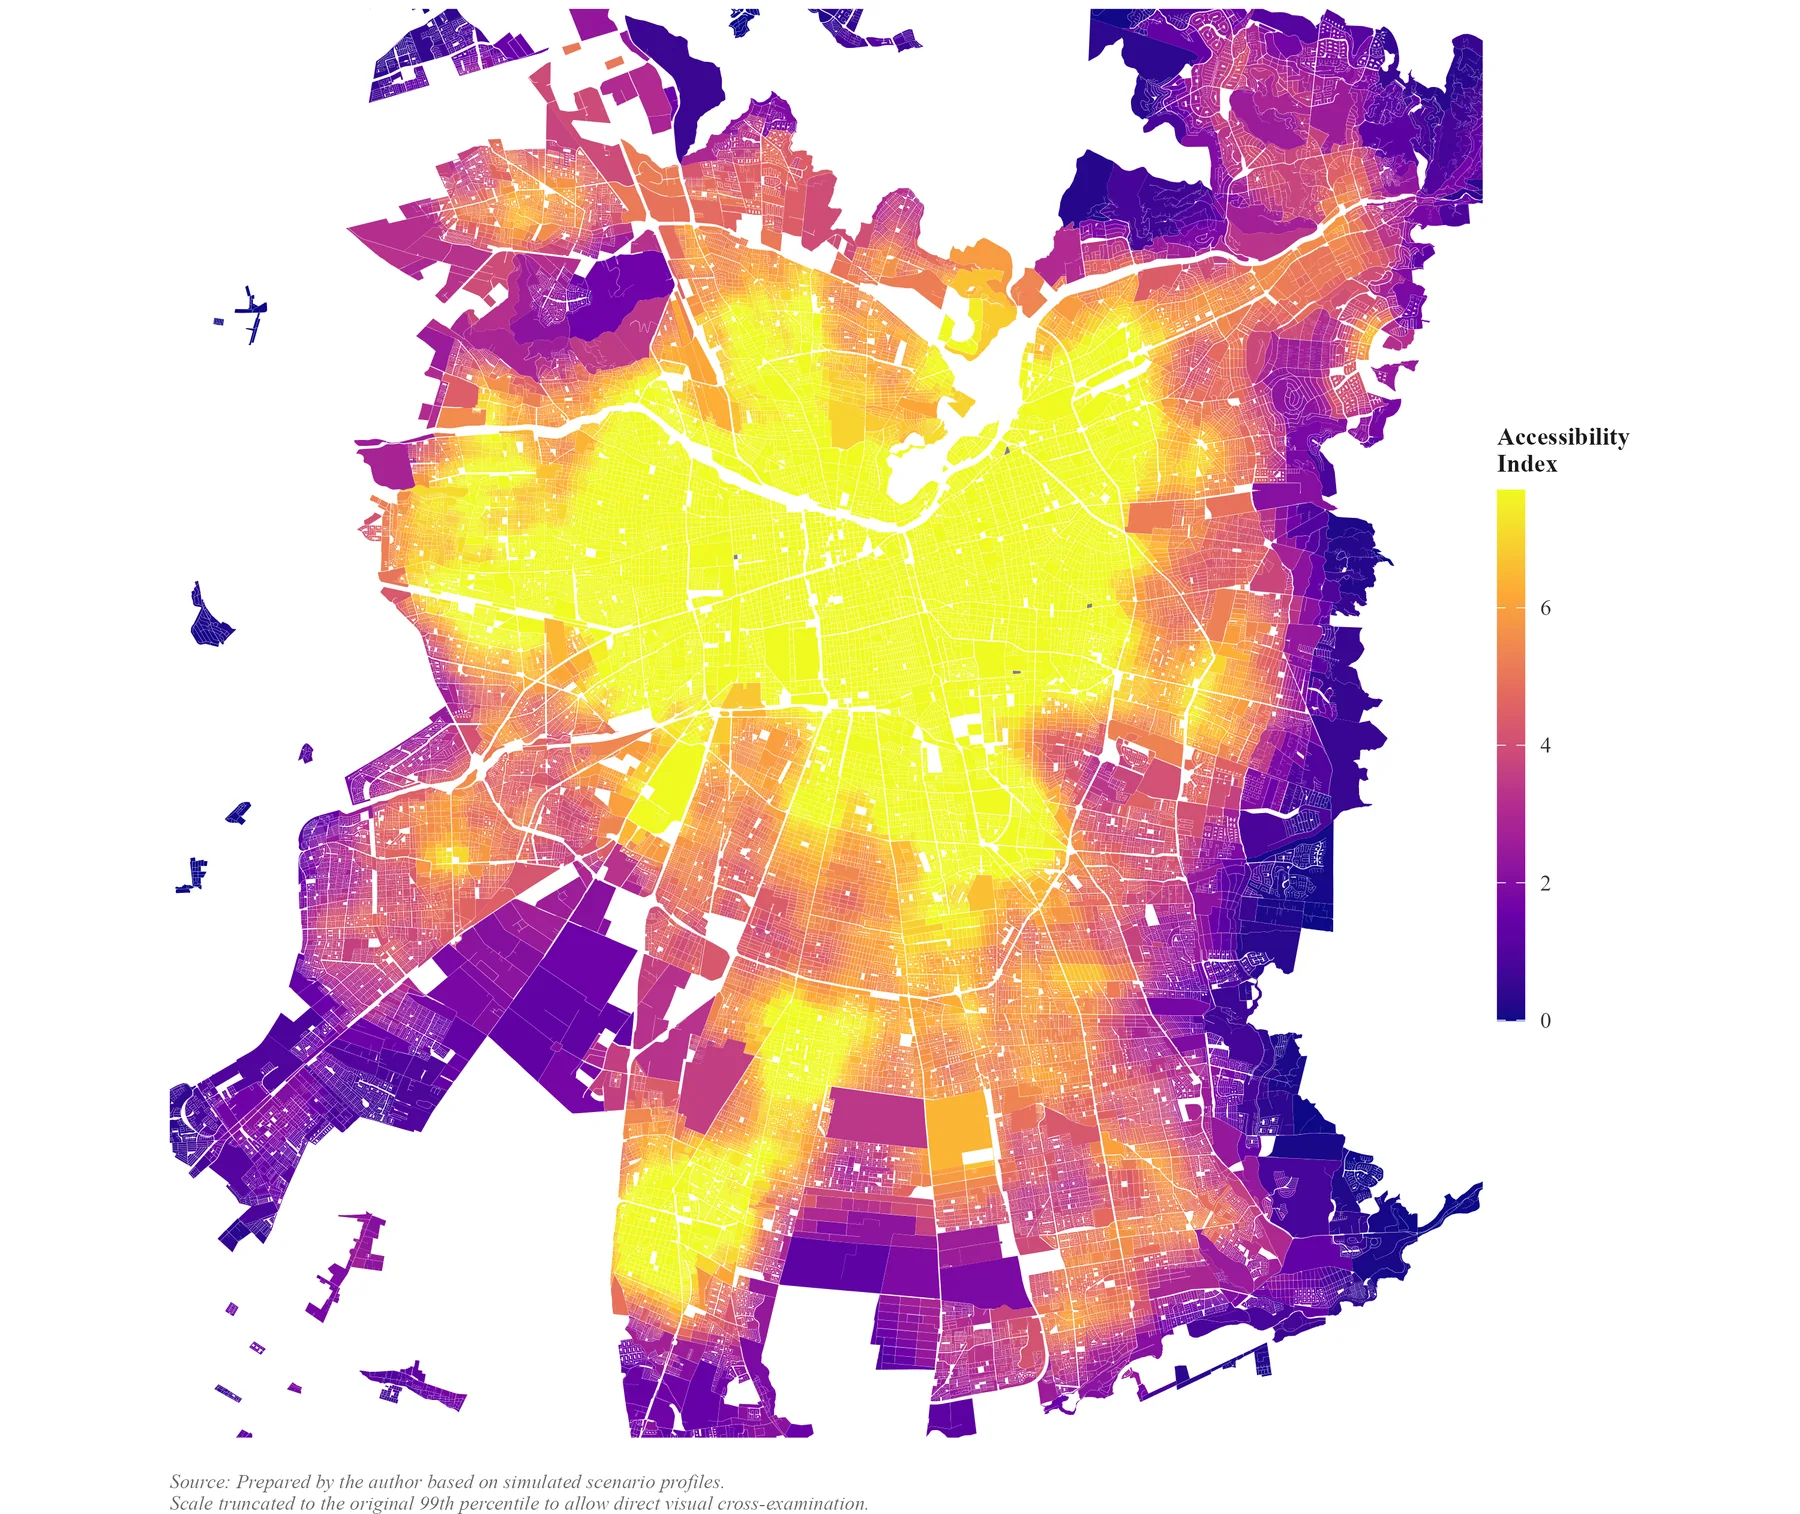 Accessibility
Index
6
4
2
0
Source: Prepared by the author based on simulated scenario profiles.
Scale truncated to the original 99th percentile to allow direct visual cross-examination.